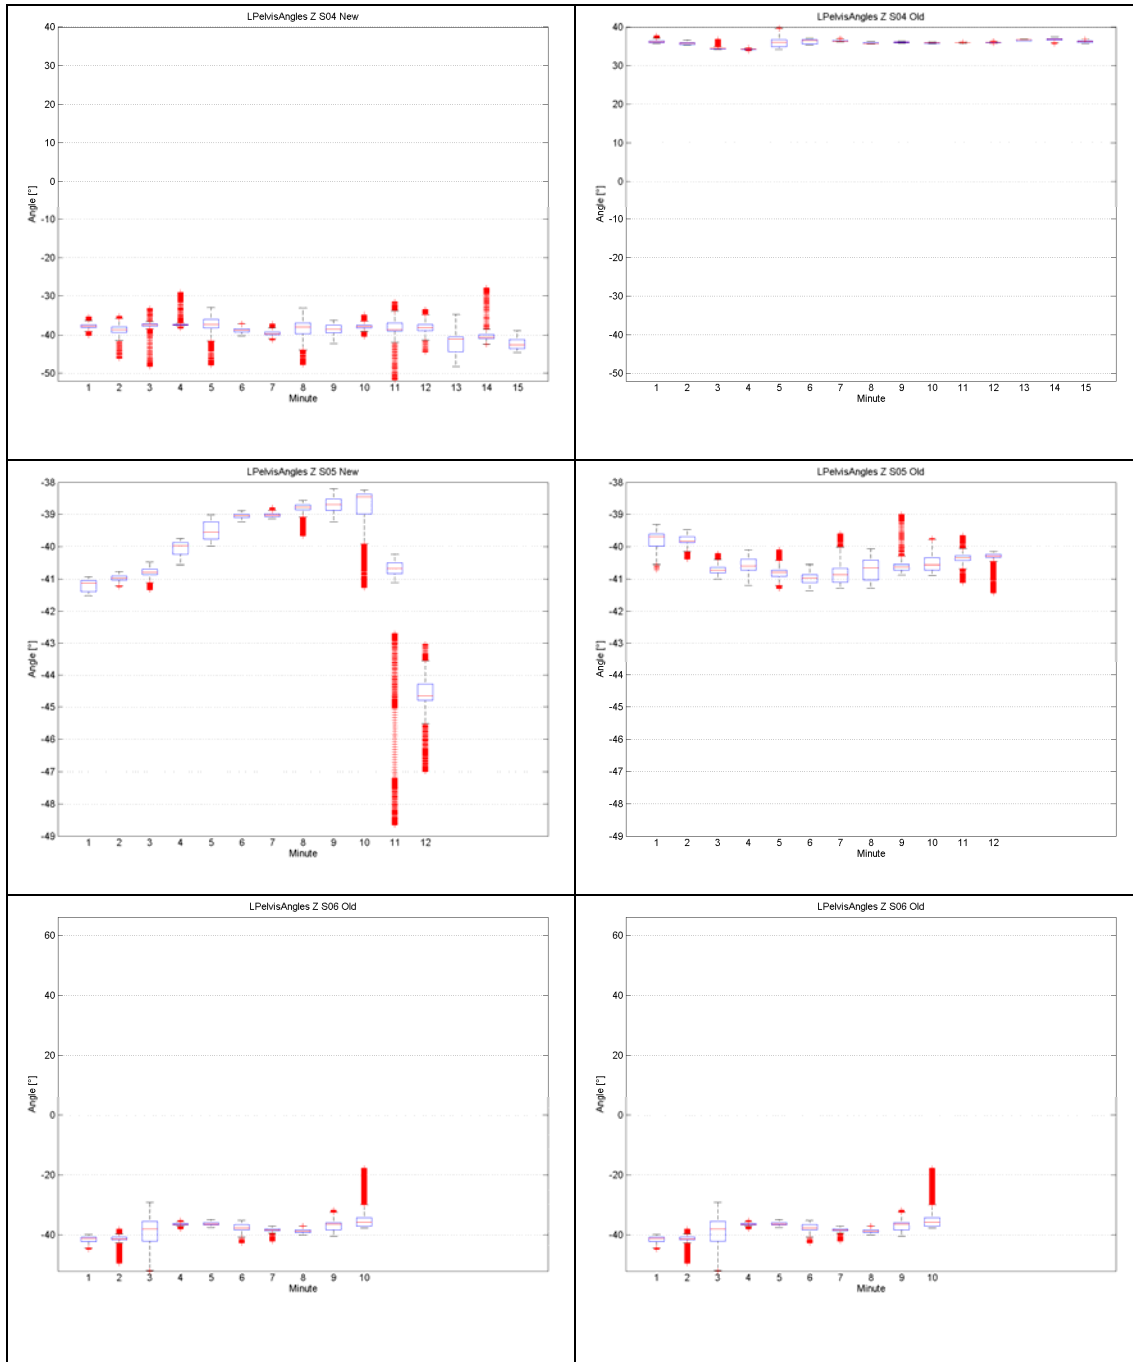 LPelvisAngles Z S04 New
40
30
20
10
0
-10
-20
-30
-40
-50
Angle [°]
1 2 3 4 5 6 7 8 9 10 11 12 13 14 15
Minute
LPelvisAngles Z S04 Old
40
30
20
10
0
-10
-20
-30
-40
-50
Angle [°]
1 2 3 4 5 6 7 8 9 10 11 12 13 14 15
Minute
LPelvisAngles Z S05 New
-38
-39
-40
-41
-42
-43
-44
-45
-46
-47
-48
-49
Angle [°]
1 2 3 4 5 6 7 8 9 10 11 12
Minute
LPelvisAngles Z S05 Old
-38
-39
-40
-41
-42
-43
-44
-45
-46
-47
-48
-49
Angle [°]
1 2 3 4 5 6 7 8 9 10 11 12
Minute
LPelvisAngles Z S06 Old
60
40
20
0
-20
-40
Angle [°]
1 2 3 4 5 6 7 8 9 10
Minute
LPelvisAngles Z S06 Old
60
40
20
0
-20
-40
Angle [°]
1 2 3 4 5 6 7 8 9 10
Minute